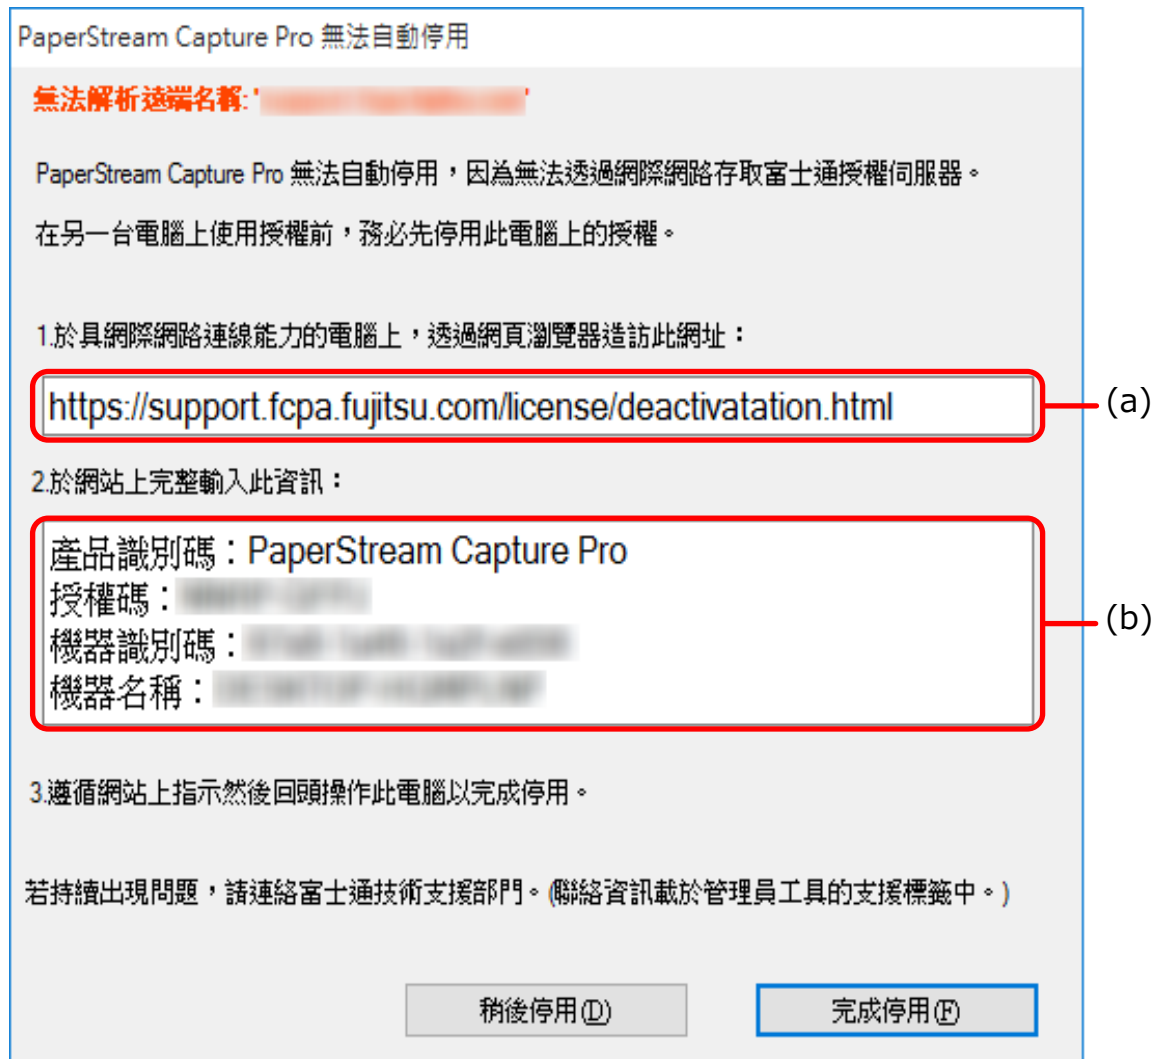 PaperStream Capture Pro 無法自動停用
無法解析遠端名稱: ' '
PaperStream Capture Pro 無法自動停用，因為無法透過網際網路存取富士通授權伺服器。
在另一台電腦上使用授權前，務必先停用此電腦上的授權。
1.於具網際網路連線能力的電腦上，透過網頁瀏覽器造訪此網址：
https://support.fcpa.fujitsu.com/license/deactivatation.html
(a)
2.於網站上完整輸入此資訊：
產品識別碼：PaperStream Capture Pro
授權碼：
機器識別碼：
機器名稱：
(b)
3.遵循網站上指示然後回頭操作此電腦以完成停用。
若持續出現問題，請連絡富士通技術支援部門。(聯絡資訊載於管理員工具的支援標籤中。)
稍後停用(D)
完成停用(F)